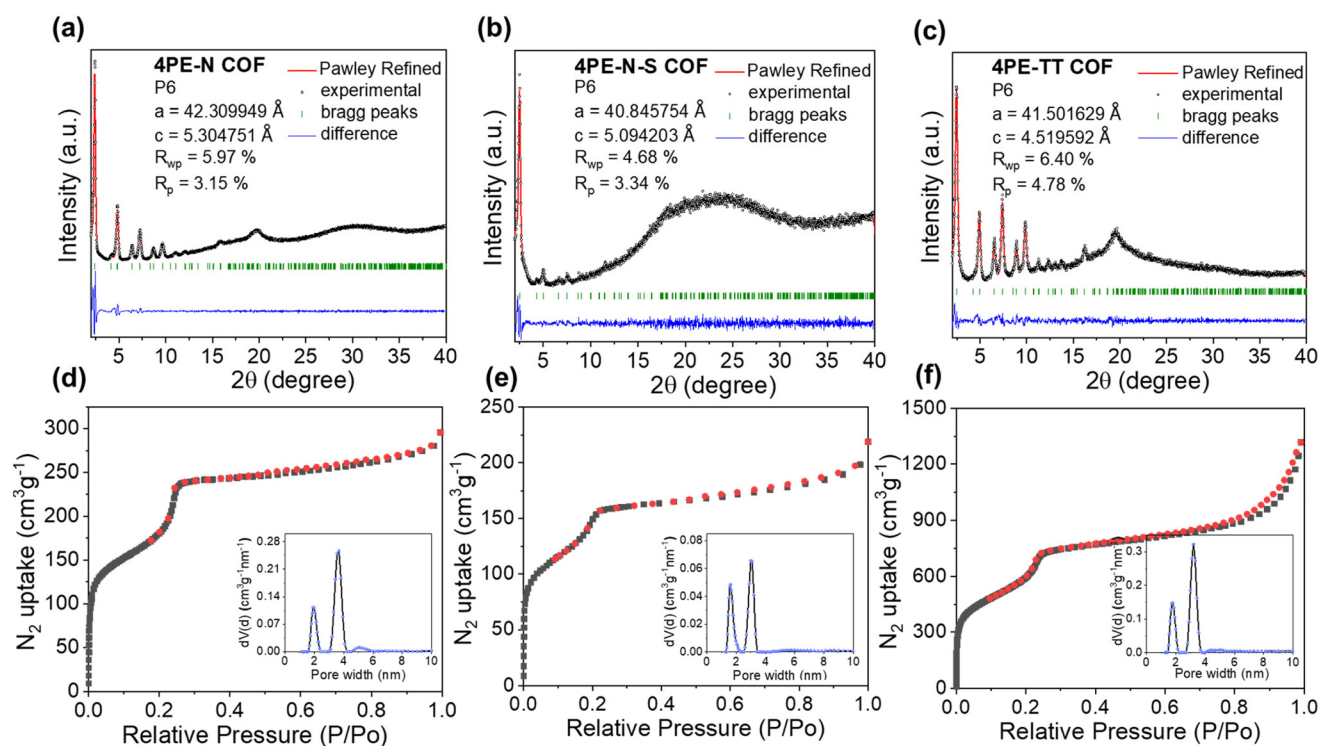 (a)
4PE-N COF
P6
a = 42.309949 Å
c = 5.304751 Å
Rwp = 5.97 %
Rp = 3.15 %
Pawley Refined
experimental
bragg peaks
difference
Intensity (a.u.)
5 10 15 20 25 30 35 40
2θ (degree)
(b)
4PE-N-S COF
P6
a = 40.845754 Å
c = 5.094203 Å
Rwp = 4.68 %
Rp = 3.34 %
Pawley Refined
experimental
bragg peaks
difference
Intensity (a.u.)
5 10 15 20 25 30 35 40
2θ (degree)
(c)
4PE-TT COF
P6
a = 41.501629 Å
c = 4.519592 Å
Rwp = 6.40 %
Rp = 4.78 %
Pawley Refined
experimental
bragg peaks
difference
Intensity (a.u.)
5 10 15 20 25 30 35 40
2θ (degree)
(d)
N2 uptake (cm3g-1)
300
250
200
150
100
50
0
0.0 0.2 0.4 0.6 0.8 1.0
Relative Pressure (P/Po)
dV(d) (cm3g-1nm-1)
0.28
0.21
0.14
0.07
0.00
0 2 4 6 8 10
Pore width (nm)
(e)
N2 uptake (cm3g-1)
250
200
150
100
50
0
0.0 0.2 0.4 0.6 0.8 1.0
Relative Pressure (P/Po)
dV(d) (cm3g-1nm-1)
0.08
0.06
0.04
0.02
0.00
0 2 4 6 8 10
Pore width (nm)
(f)
N2 uptake (cm3g-1)
1500
1200
900
600
300
0
0.0 0.2 0.4 0.6 0.8 1.0
Relative Pressure (P/Po)
dV(d) (cm3g-1nm-1)
0.3
0.2
0.1
0.0
0 2 4 6 8 10
Pore width (nm)